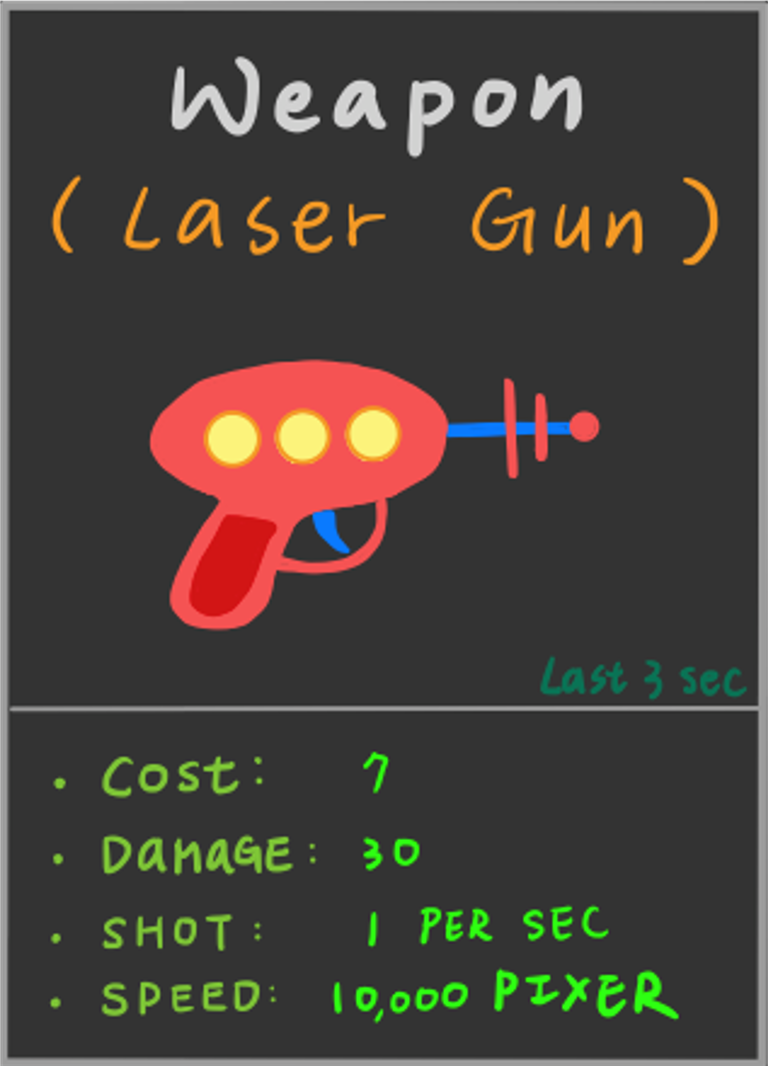 Weapon
(Laser Gun)
Last 3 sec
• Cost: 7
• DamaGE: 30
• SHOT: 1 PER SEC
• SPEED: 10,000 PIXER